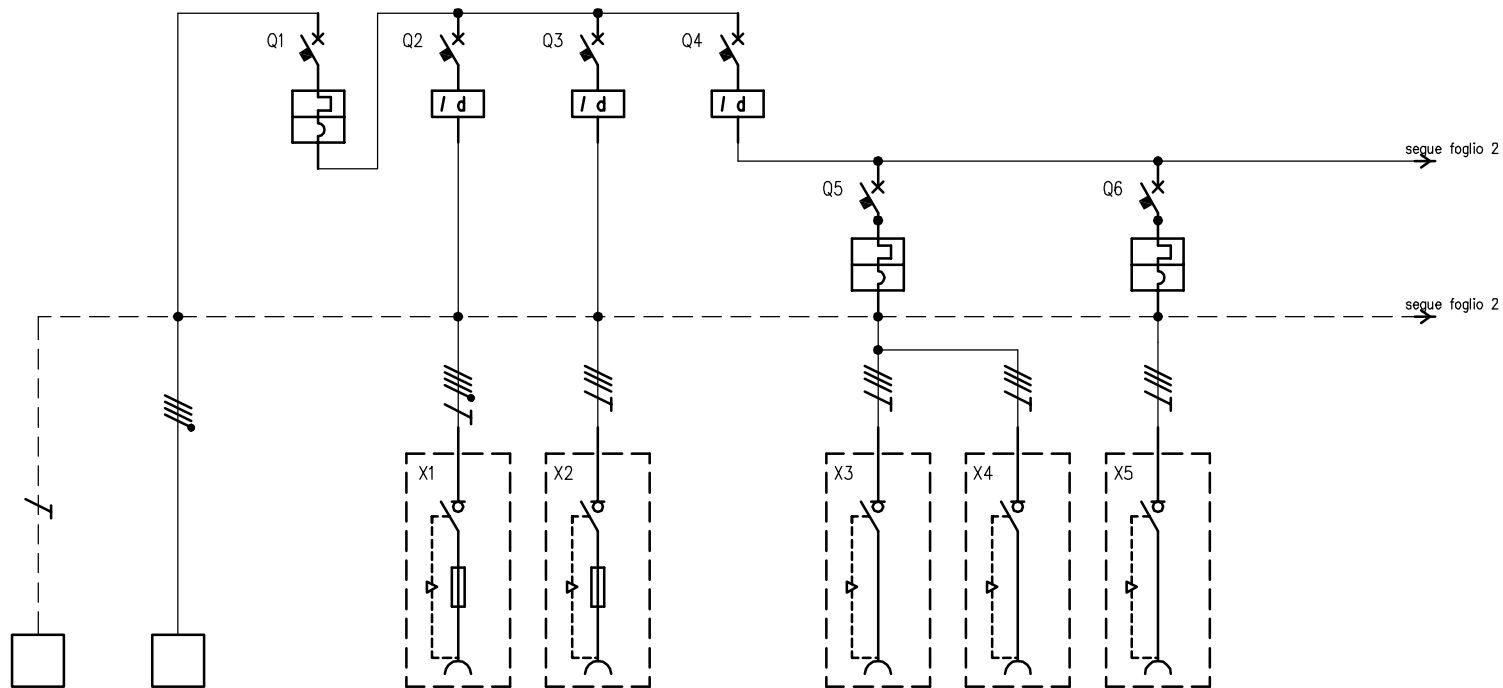 Q1
Q2
Q3
Q4
I d
I d
I d
segue foglio 2
Q5
Q6
segue foglio 2
X1
X2
X3
X4
X5